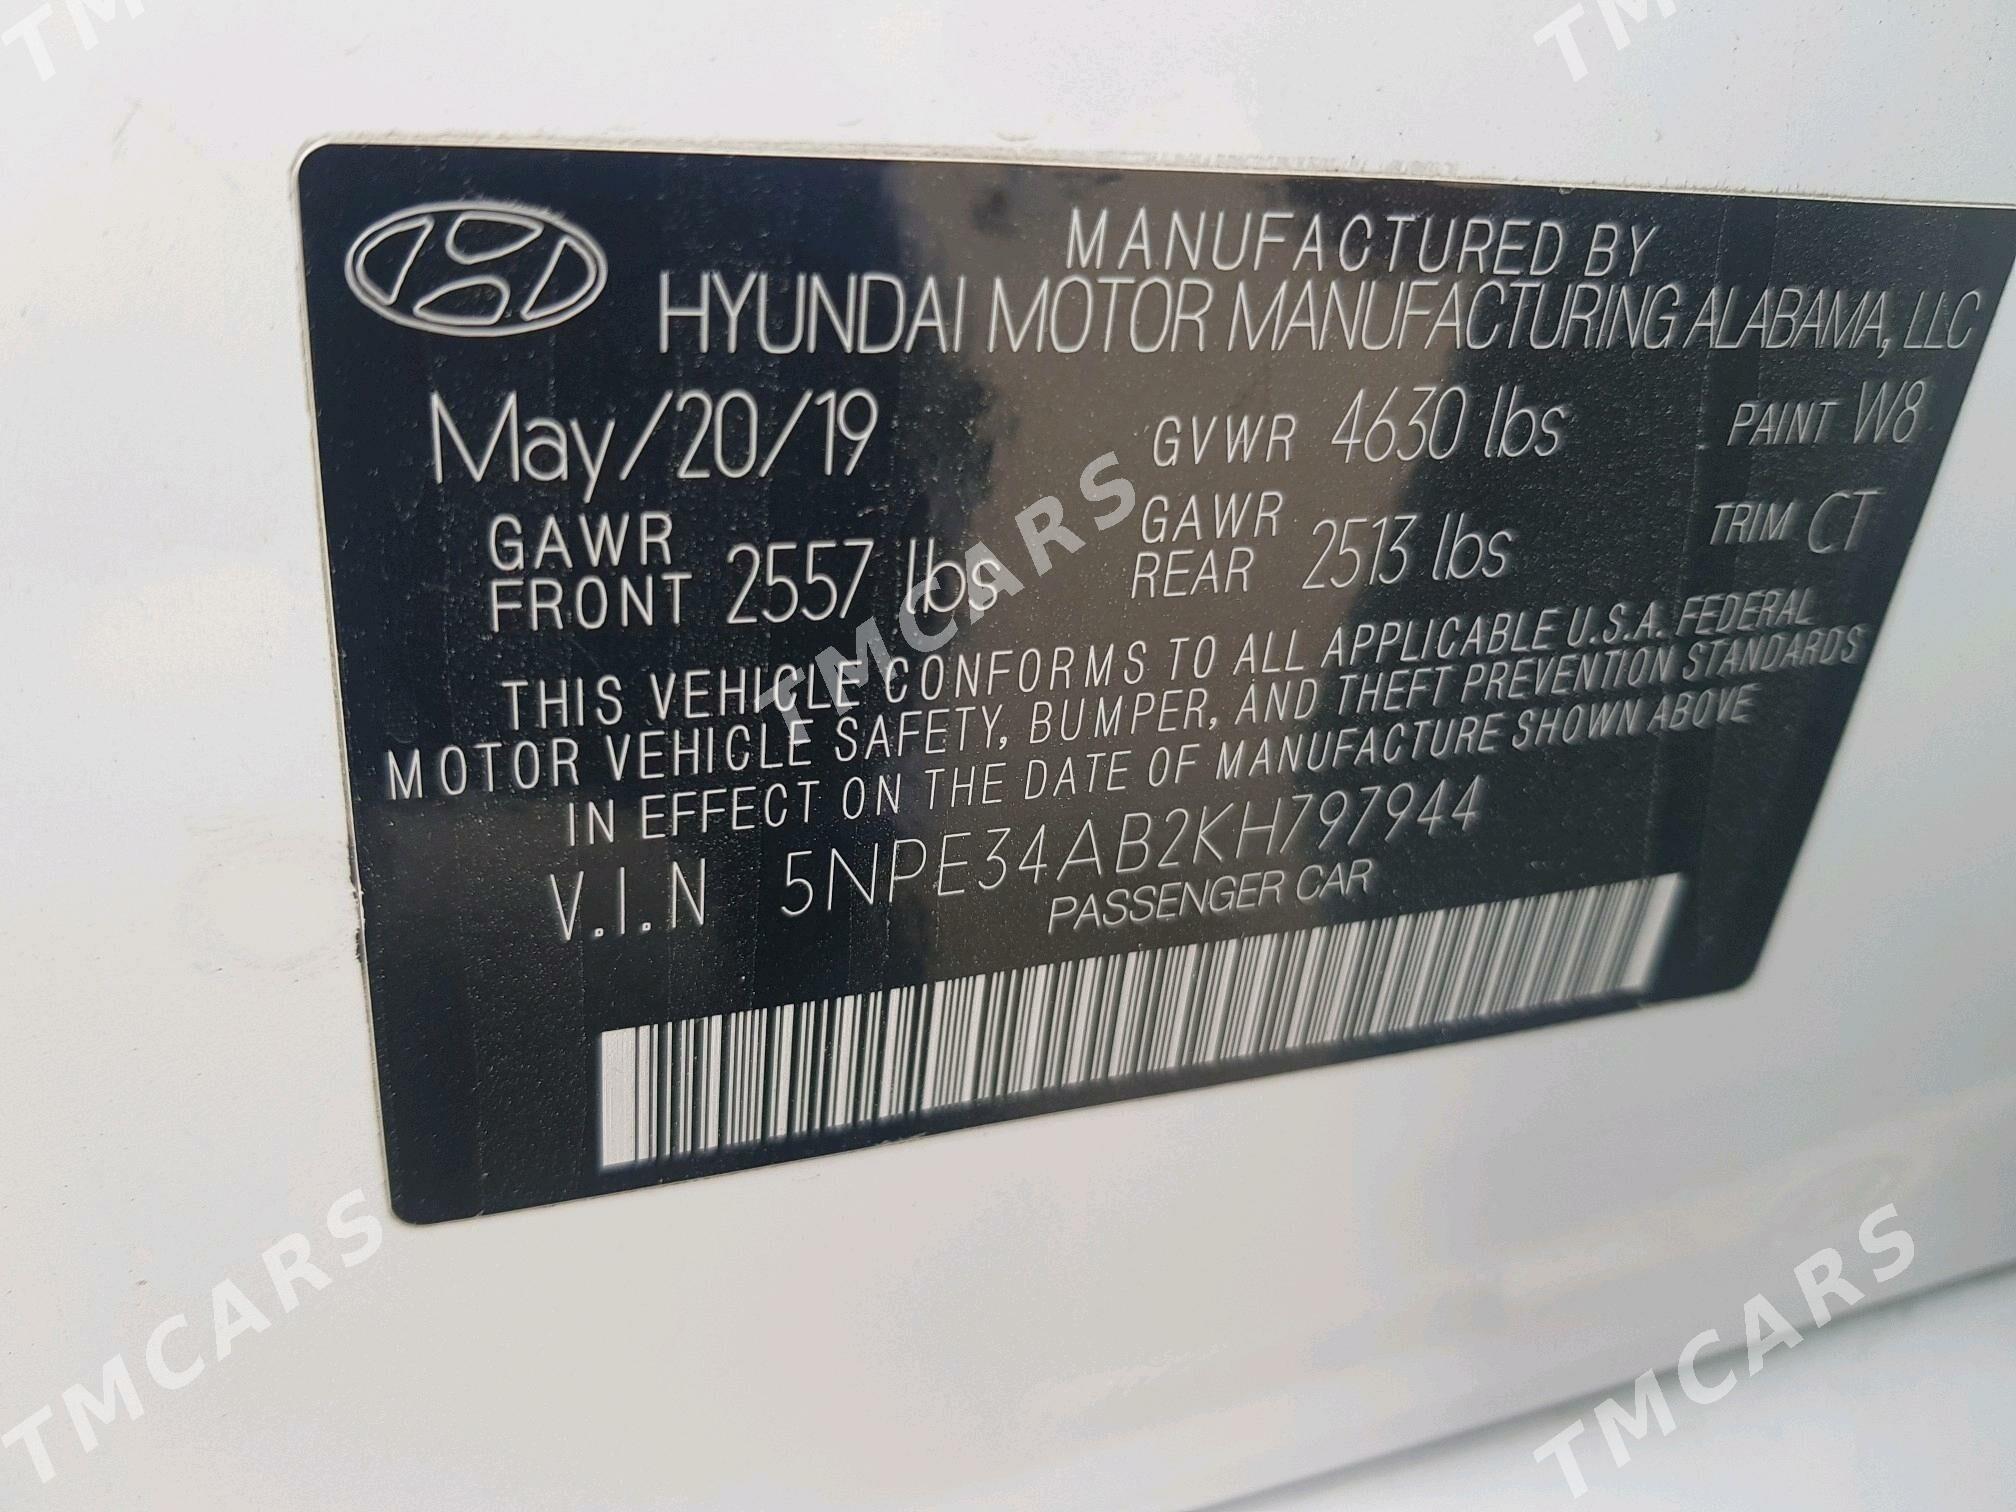 MANUFACTURED BY
HYUNDAI MOTOR MANUFACTURING ALABAMA, LLC
May/20/19 GVWR 4630 lbs PAINT W8
GAWR FRONT 2557 lbs GAWR REAR 2513 lbs TRIM CT
THIS VEHICLE CONFORMS TO ALL APPLICABLE U.S.A. FEDERAL
MOTOR VEHICLE SAFETY, BUMPER, AND THEFT PREVENTION STANDARDS
IN EFFECT ON THE DATE OF MANUFACTURE SHOWN ABOVE
V.I.N 5NPE34AB2KH797944
PASSENGER CAR
TMCARS
TMCARS
TMCARS